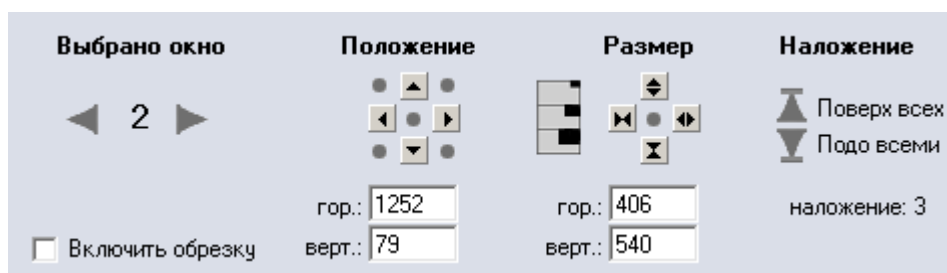 Выбрано окно
Положение
Размер
Наложение
2
Поверх всех
Подо всеми
гор.: 1252
гор.: 406
наложение: 3
Включить обрезку
верт.: 79
верт.: 540